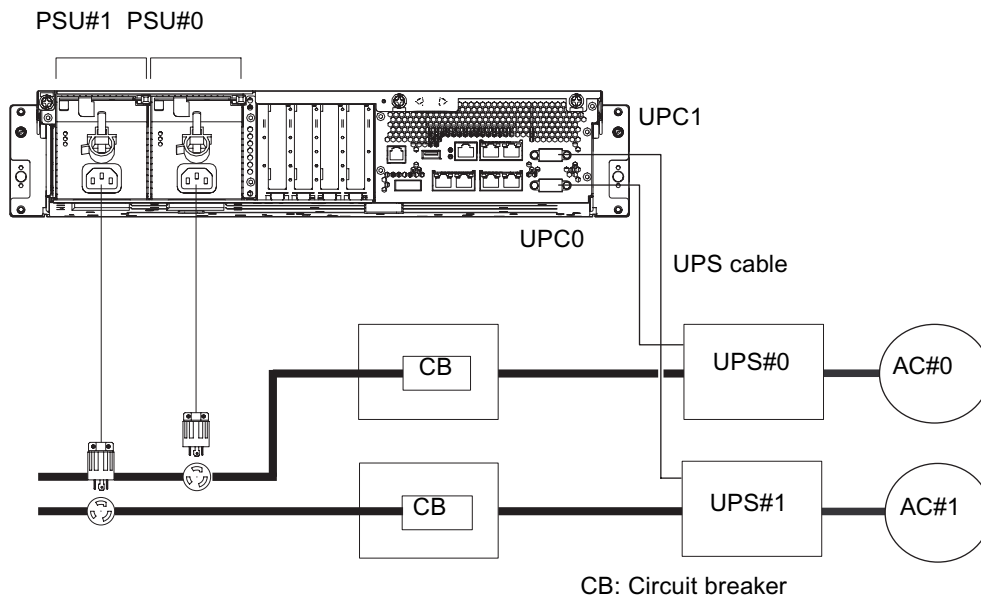 PSU#1 PSU#0
UPC1
UPC0
UPS cable
CB
UPS#0
AC#0
CB
UPS#1
AC#1
CB: Circuit breaker